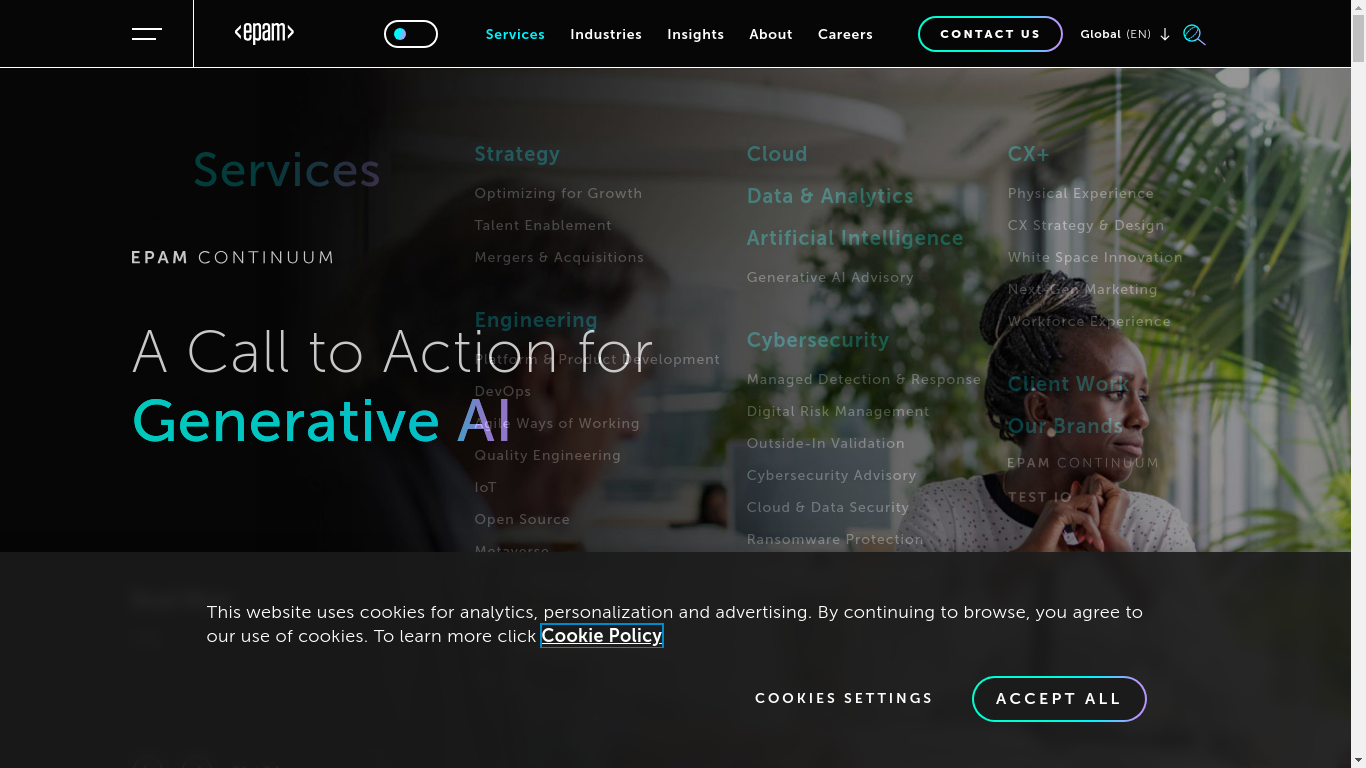 <epam>
Services
Industries
Insights
About
Careers
CONTACT US
Global (EN)
Services
Strategy
Optimizing for Growth
Talent Enablement
Mergers & Acquisitions
Engineering
Platform & Product Development
DevOps
Agile Ways of Working
Quality Engineering
IoT
Open Source
Metaverse
Cloud
Data & Analytics
Artificial Intelligence
Generative AI Advisory
Cybersecurity
Managed Detection & Response
Digital Risk Management
Outside-In Validation
Cybersecurity Advisory
Cloud & Data Security
Ransomware Protection
CX+
Physical Experience
CX Strategy & Design
White Space Innovation
Next-Gen Marketing
Workforce Experience
Client Work
Our Brands
EPAM CONTINUUM
TEST IO
EPAM CONTINUUM
A Call to Action for
Generative AI
This website uses cookies for analytics, personalization and advertising. By continuing to browse, you agree to
our use of cookies. To learn more click Cookie Policy
COOKIES SETTINGS
ACCEPT ALL